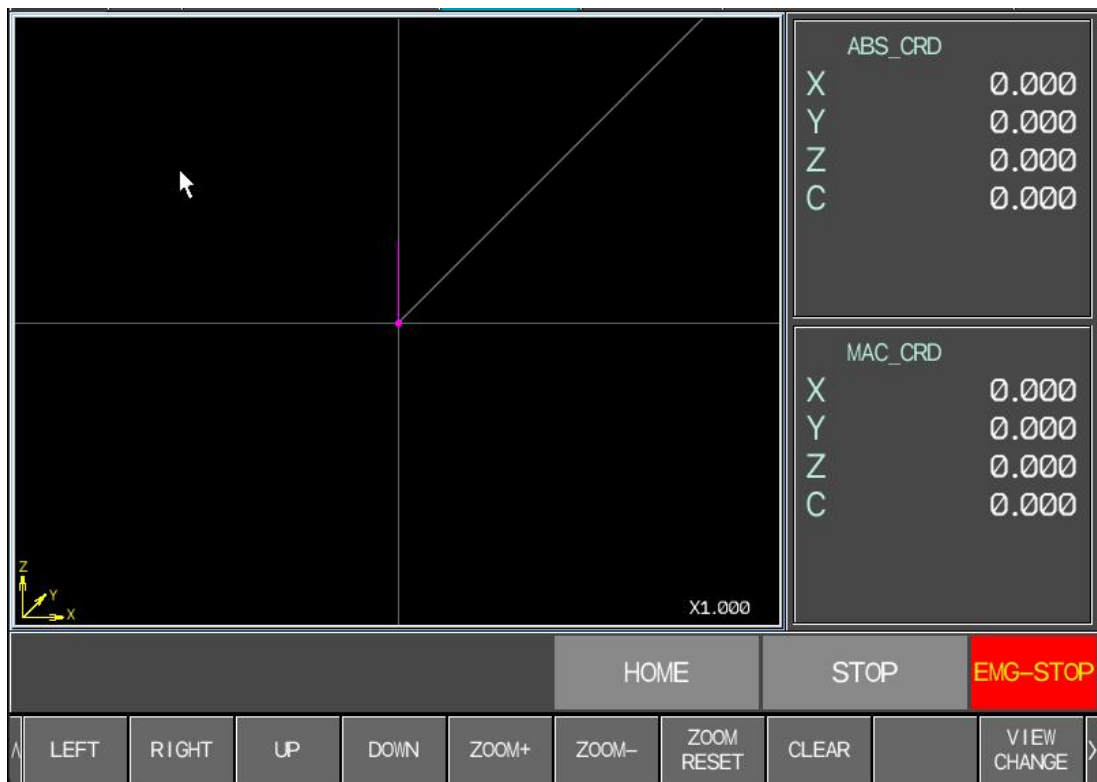 ABS_CRD
X 0.000
Y 0.000
Z 0.000
C 0.000
MAC_CRD
X 0.000
Y 0.000
Z 0.000
C 0.000
Z
Y
X
X1.000
HOME
STOP
EMG–STOP
LEFT
RIGHT
UP
DOWN
ZOOM+
ZOOM–
ZOOM
RESET
CLEAR
VIEW
CHANGE